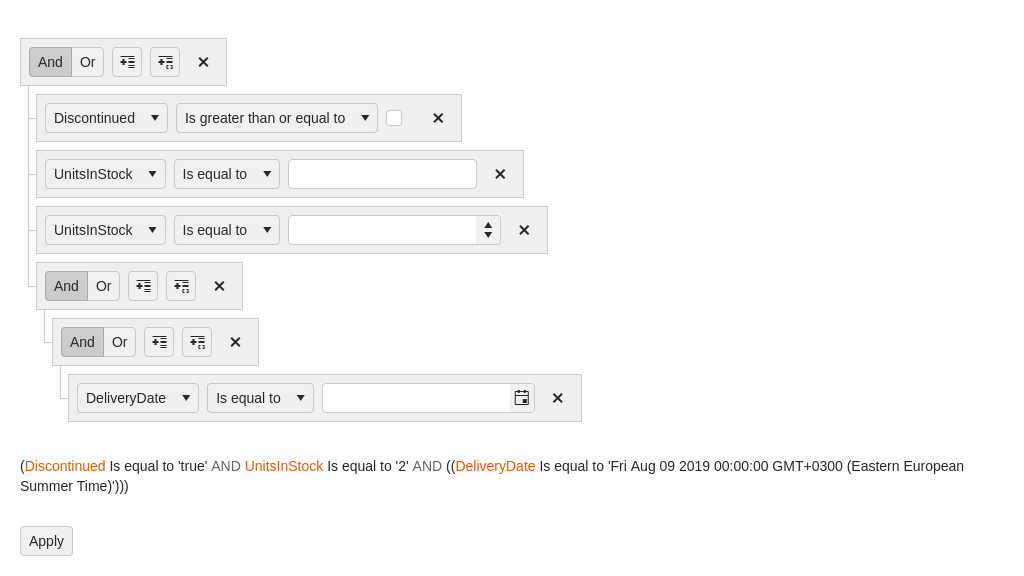 And Or
Discontinued Is greater than or equal to
UnitsInStock Is equal to
UnitsInStock Is equal to
And Or
And Or
DeliveryDate Is equal to
(Discontinued Is equal to 'true' AND UnitsInStock Is equal to '2' AND ((DeliveryDate Is equal to 'Fri Aug 09 2019 00:00:00 GMT+0300 (Eastern European
Summer Time)')))
Apply